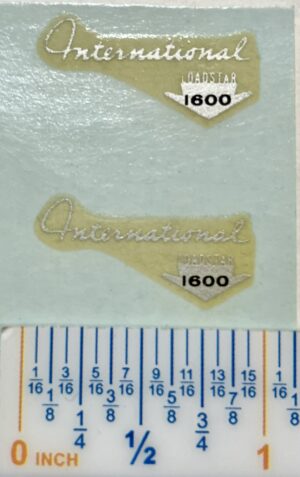 International
LOADSTAR
1600
International
LOADSTAR
1600
1/16 3/16 5/16 7/16 9/16 11/16 13/16 15/16 1/16
1/8 3/8 5/8 7/8 1/8
1/4 3/4
0 INCH 1/2 1